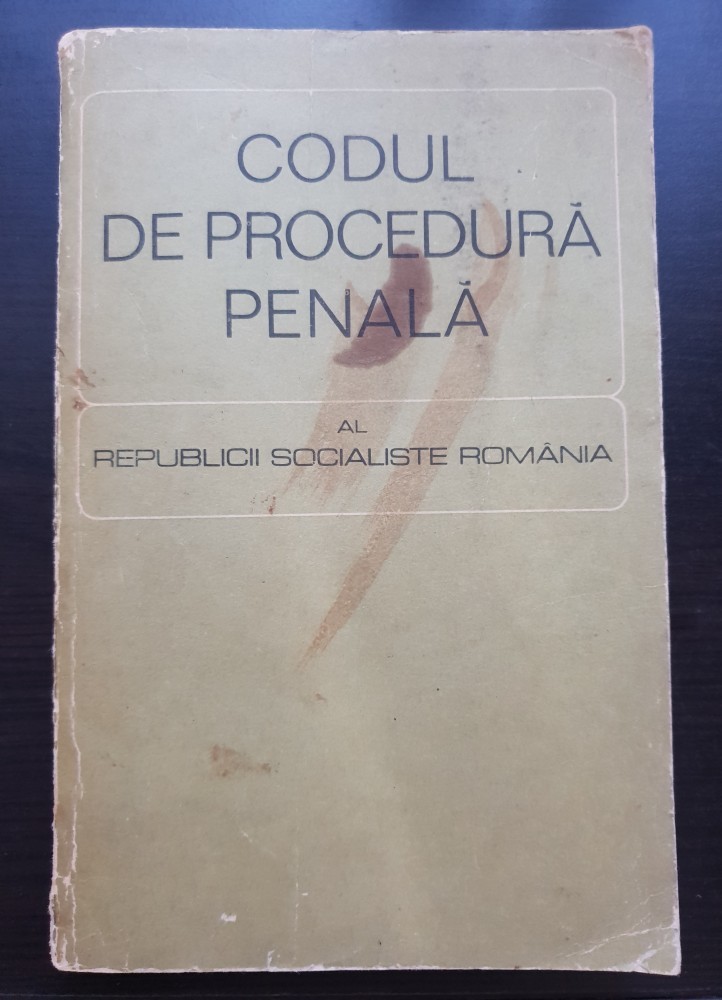 CODUL
DE PROCEDURĂ
PENALĂ
AL
REPUBLICII SOCIALISTE ROMÂNIA